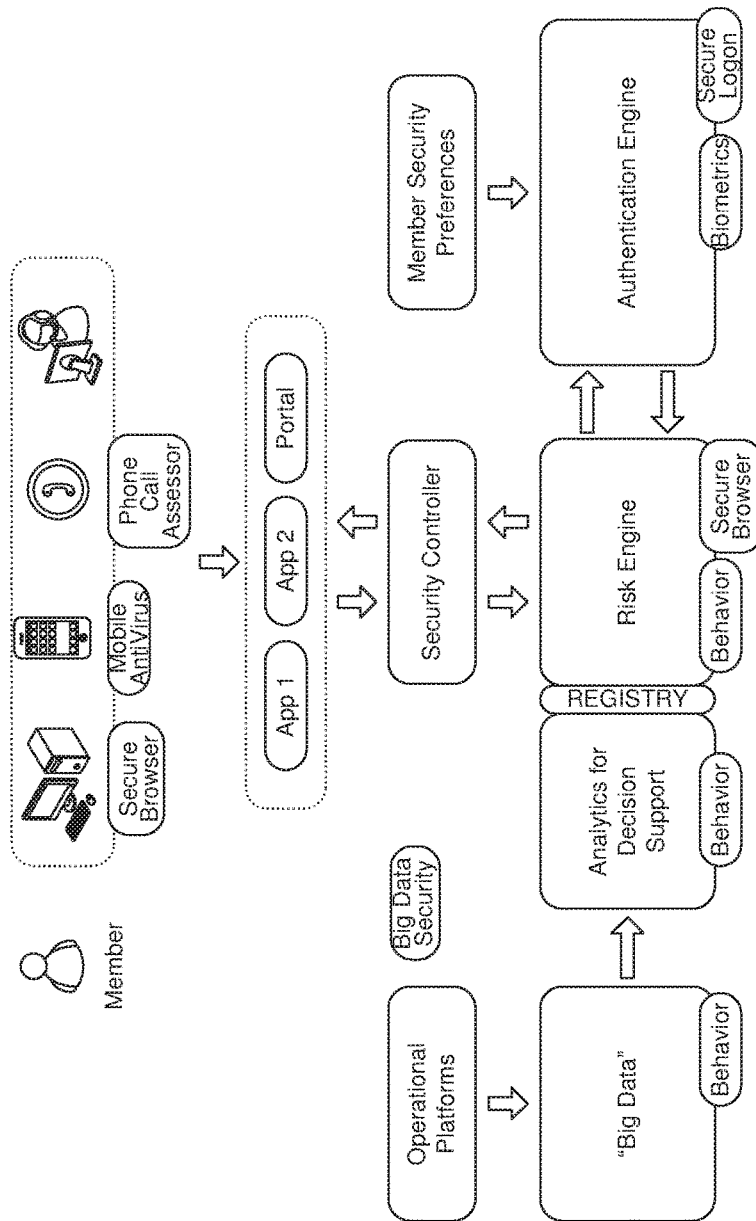 Member
Secure
Browser
Mobile
AntiVirus
Phone
Call
Assessor
App 1
App 2
Portal
Operational
Platforms
Big Data
Security
Security Controller
Member Security
Preferences
"Big Data"
Behavior
Analytics for
Decision
Support
Behavior
REGISTRY
Risk Engine
Behavior
Secure
Browser
Authentication Engine
Biometrics
Secure
Logon